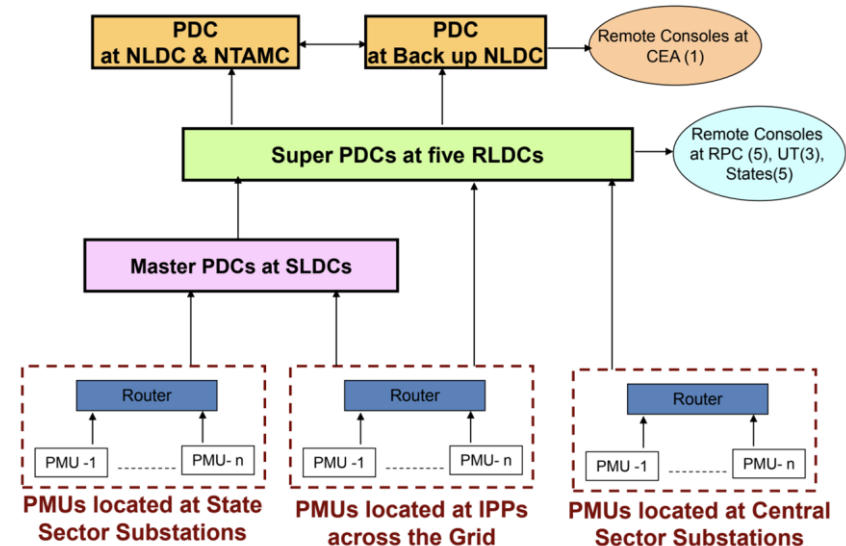 PDC
at NLDC & NTAMC
PDC
at Back up NLDC
Remote Consoles at
CEA (1)
Super PDCs at five RLDCs
Remote Consoles
at RPC (5), UT(3),
States(5)
Master PDCs at SLDCs
Router
PMU -1
PMU- n
PMUs located at State
Sector Substations
Router
PMU -1
PMU- n
PMUs located at IPPs
across the Grid
Router
PMU -1
PMU- n
PMUs located at Central
Sector Substations